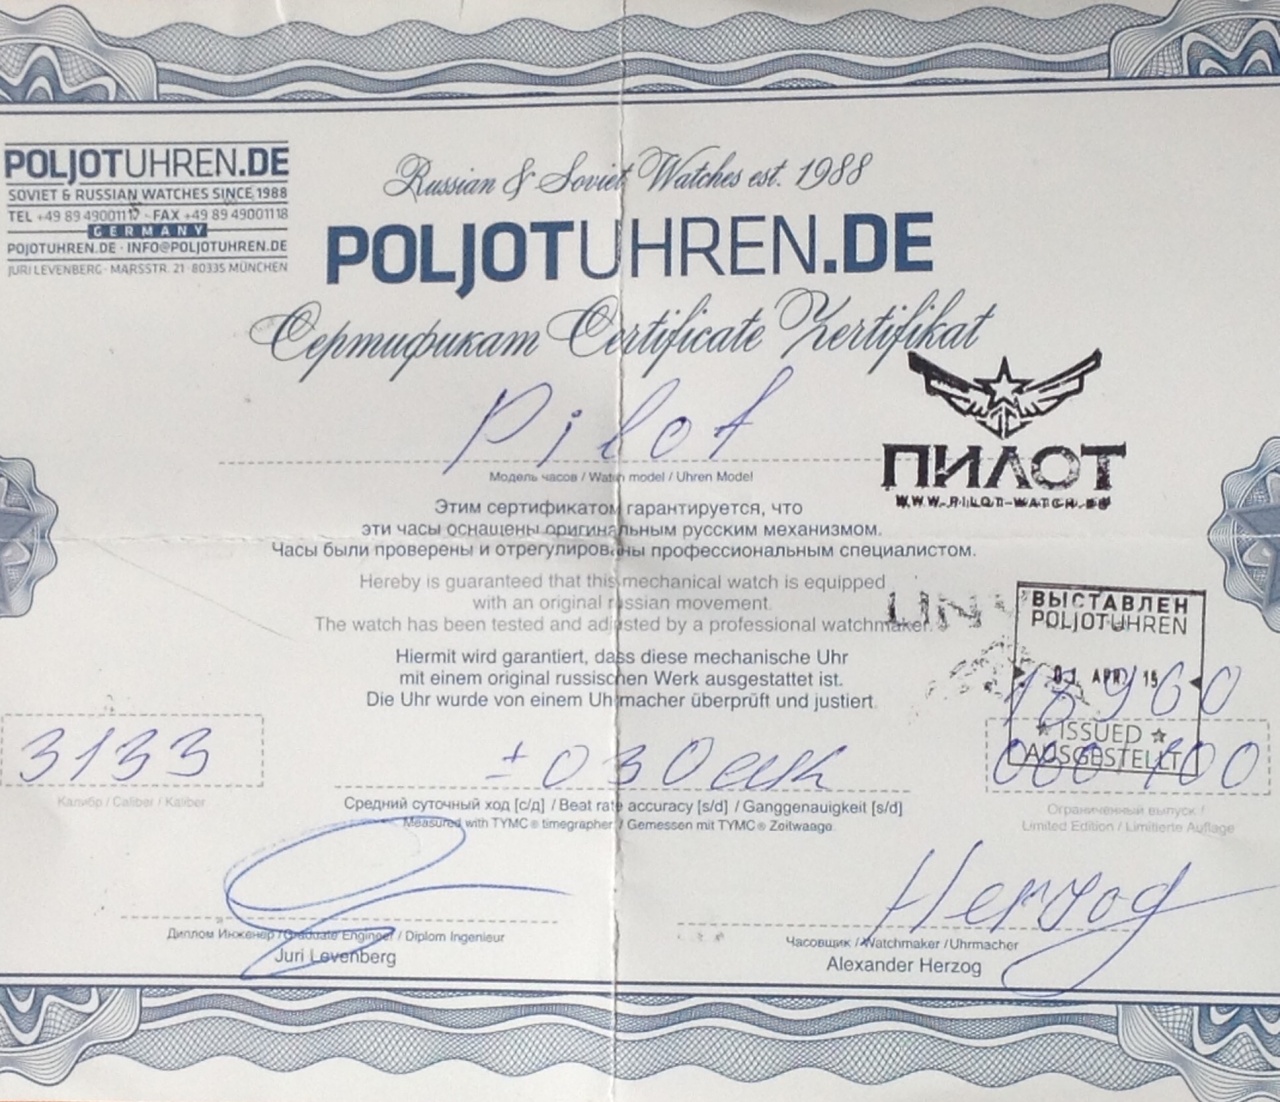 POLJOTUHREN.DE
SOVIET & RUSSIAN WATCHES SINCE 1988
TEL +49 89 49001117 - FAX +49 89 49001118
GERMANY
POJOTUHREN.DE · INFO@POLJOTUHREN.DE
JURI LEVENBERG · MARSSTR. 21 · 80335 MÜNCHEN
Russian & Soviet Watches est. 1988
POLJOTUHREN.DE
Сертификат Certificate Zertifikat
Pilot
Модель часов / Watch model / Uhren Model
ПИЛОТ
Этим сертификатом гарантируется, что
эти часы оснащены оригинальным русским механизмом.
Часы были проверены и отрегулированы профессиональным специалистом.
Hereby is guaranteed that this mechanical watch is equipped
with an original russian movement.
The watch has been tested and adjusted by a professional watchmaker.
Hiermit wird garantiert, dass diese mechanische Uhr
mit einem original russischen Werk ausgestattet ist.
Die Uhr wurde von einem Uhrmacher überprüft und justiert.
ВЫСТАВЛЕН
POLJOTUHREN
01 APR 15
ISSUED
AUSGESTELLT
3133
Калибр / Caliber / Kaliber
Средний суточный ход [с/д] / Beat rate accuracy [s/d] / Ganggenauigkeit [s/d]
Measured with TYMC ® timegrapher / Gemessen mit TYMC ® Zeitwaage
Ограниченный выпуск /
Limited Edition / Limitierte Auflage
Диплом Инженер / Graduate Engineer / Diplom Ingenieur
Juri Levenberg
Herzog
Часовщик / Watchmaker / Uhrmacher
Alexander Herzog